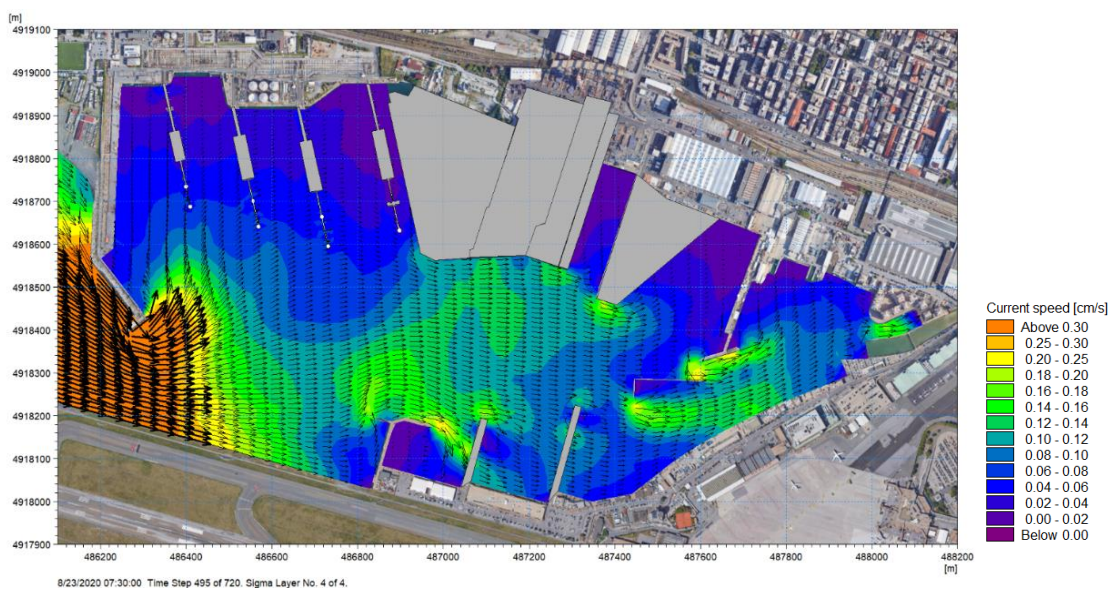 [m]
4919100
4919000
4918900
4918800
4918700
4918600
4918500
4918400
4918300
4918200
4918100
4918000
4917900
486200 486400 486600 486800 487000 487200 487400 487600 487800 488000 488200
[m]
Current speed [cm/s]
Above 0.30
0.25 - 0.30
0.20 - 0.25
0.18 - 0.20
0.16 - 0.18
0.14 - 0.16
0.12 - 0.14
0.10 - 0.12
0.08 - 0.10
0.06 - 0.08
0.04 - 0.06
0.02 - 0.04
0.00 - 0.02
Below 0.00
8/23/2020 07:30:00 Time Step 495 of 720. Sigma Layer No. 4 of 4.